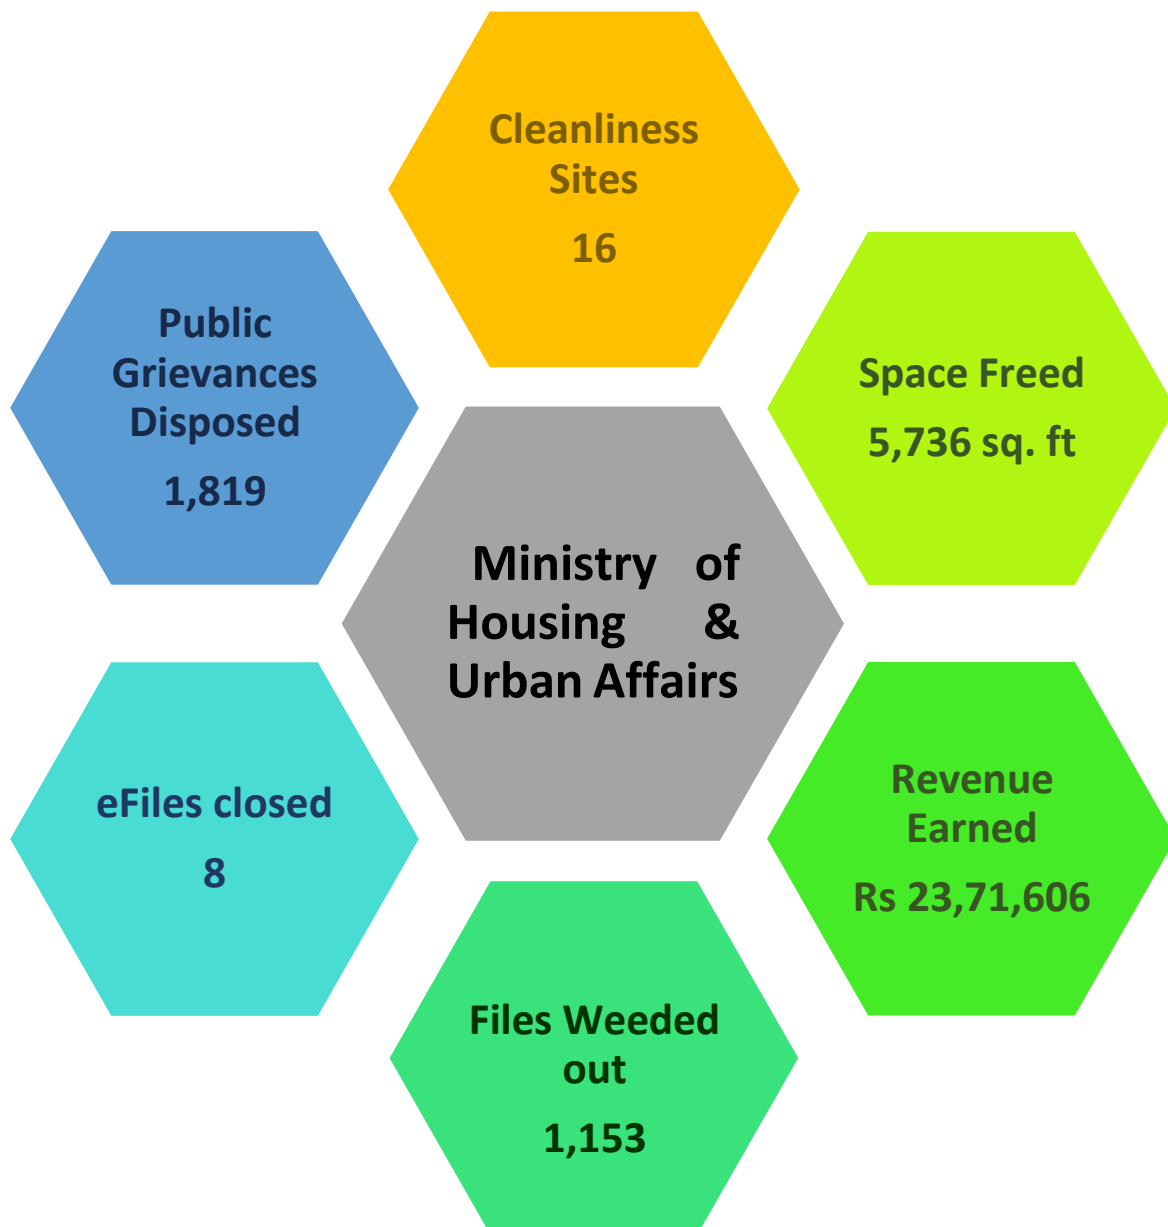 Cleanliness
Sites
16
Public
Grievances
Disposed
1,819
Space Freed
5,736 sq. ft
Ministry of
Housing &
Urban Affairs
eFiles closed
8
Revenue
Earned
Rs 23,71,606
Files Weeded
out
1,153